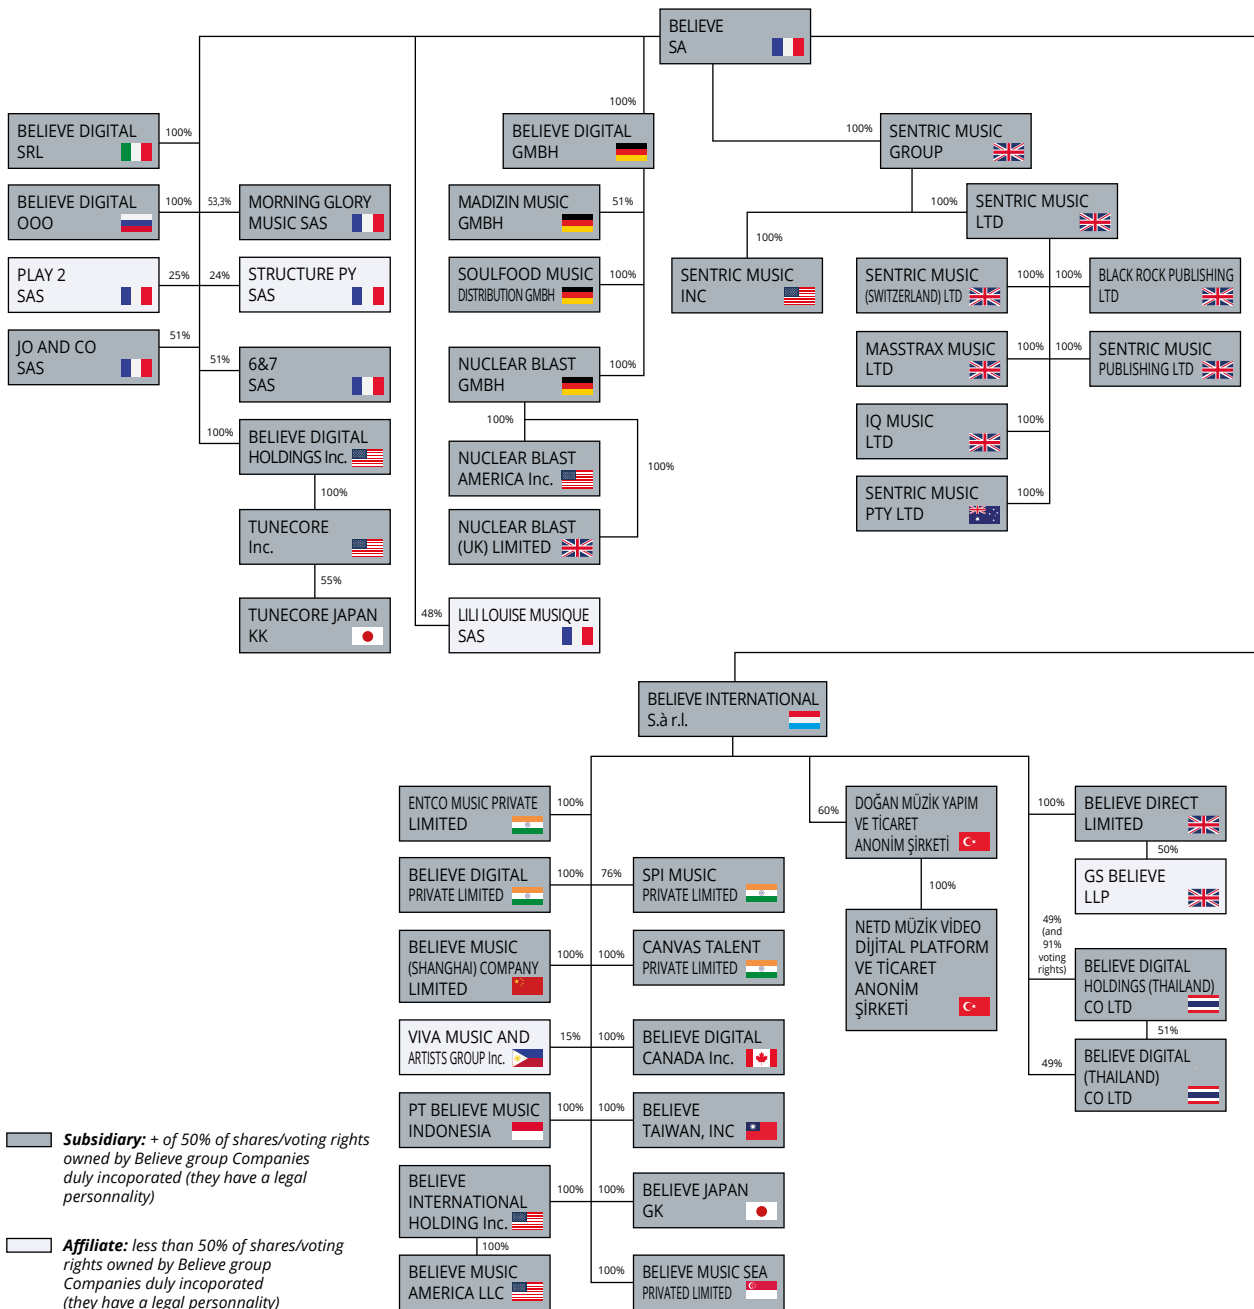 BELIEVE
SA
100%
BELIEVE DIGITAL
SRL
100%
BELIEVE DIGITAL
GMBH
100%
SENTRIC MUSIC
GROUP
BELIEVE DIGITAL
OOO
100%
53,3%
MORNING GLORY
MUSIC SAS
MADIZIN MUSIC
GMBH
51%
100%
SENTRIC MUSIC
LTD
100%
PLAY 2
SAS
25%
24%
STRUCTURE PY
SAS
SOULFOOD MUSIC
DISTRIBUTION GMBH
100%
SENTRIC MUSIC
INC
SENTRIC MUSIC
(SWITZERLAND) LTD
100%
100%
BLACK ROCK PUBLISHING
LTD
JO AND CO
SAS
51%
51%
6&7
SAS
NUCLEAR BLAST
GMBH
100%
MASSTRAX MUSIC
LTD
100%
100%
SENTRIC MUSIC
PUBLISHING LTD
100%
BELIEVE DIGITAL
HOLDINGS Inc.
100%
NUCLEAR BLAST
AMERICA Inc.
100%
IQ MUSIC
LTD
100%
100%
TUNECORE
Inc.
NUCLEAR BLAST
(UK) LIMITED
SENTRIC MUSIC
PTY LTD
100%
55%
TUNECORE JAPAN
KK
48%
LILI LOUISE MUSIQUE
SAS
BELIEVE INTERNATIONAL
S.à r.l.
ENTCO MUSIC PRIVATE
LIMITED
100%
60%
DOĞAN MÜZİK YAPIM
VE TİCARET
ANONİM ŞİRKETİ
100%
BELIEVE DIRECT
LIMITED
50%
BELIEVE DIGITAL
PRIVATE LIMITED
100%
76%
SPI MUSIC
PRIVATE LIMITED
100%
GS BELIEVE
LLP
BELIEVE MUSIC
(SHANGHAI) COMPANY
LIMITED
100%
100%
CANVAS TALENT
PRIVATE LIMITED
NETD MÜZİK VİDEO
DİJİTAL PLATFORM
VE TİCARET
ANONİM
ŞİRKETİ
49%
(and
91%
voting
rights)
BELIEVE DIGITAL
HOLDINGS (THAILAND)
CO LTD
51%
VIVA MUSIC AND
ARTISTS GROUP Inc.
15%
100%
BELIEVE DIGITAL
CANADA Inc.
49%
BELIEVE DIGITAL
(THAILAND)
CO LTD
PT BELIEVE MUSIC
INDONESIA
100%
100%
BELIEVE
TAIWAN, INC
BELIEVE
INTERNATIONAL
HOLDING Inc.
100%
100%
BELIEVE JAPAN
GK
100%
BELIEVE MUSIC
AMERICA LLC
100%
BELIEVE MUSIC SEA
PRIVATED LIMITED
Subsidiary: + of 50% of shares/voting rights
owned by Believe group Companies
duly incoporated (they have a legal
personnality)
Affiliate: less than 50% of shares/voting
rights owned by Believe group
Companies duly incoporated
(they have a legal personnality)